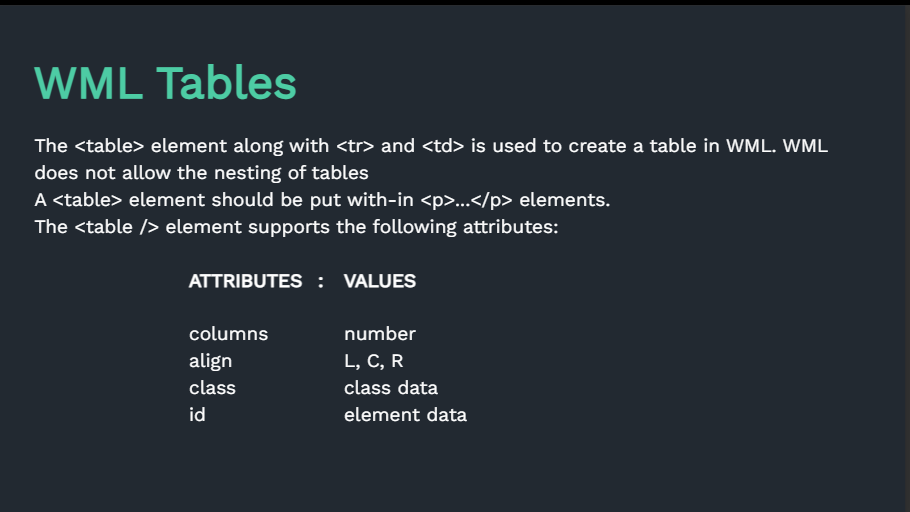 WML Tables
The <table> element along with <tr> and <td> is used to create a table in WML. WML
does not allow the nesting of tables
A <table> element should be put with-in <p>...</p> elements.
The <table /> element supports the following attributes:
ATTRIBUTES : VALUES
columns number
align L, C, R
class class data
id element data